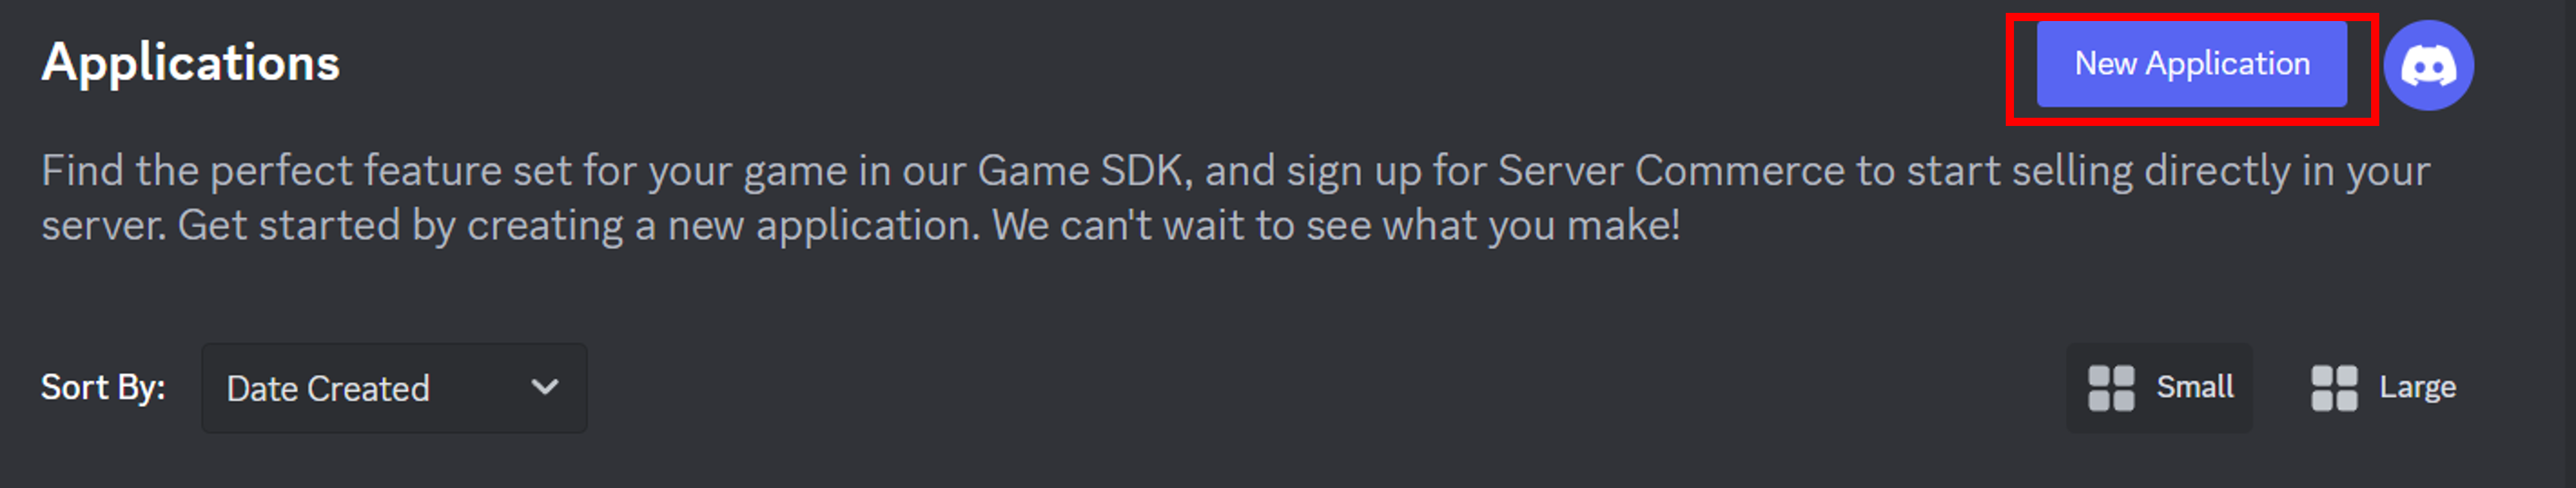 Applications
New Application
Find the perfect feature set for your game in our Game SDK, and sign up for Server Commerce to start selling directly in your
server. Get started by creating a new application. We can't wait to see what you make!
Sort By:
Date Created
Small
Large